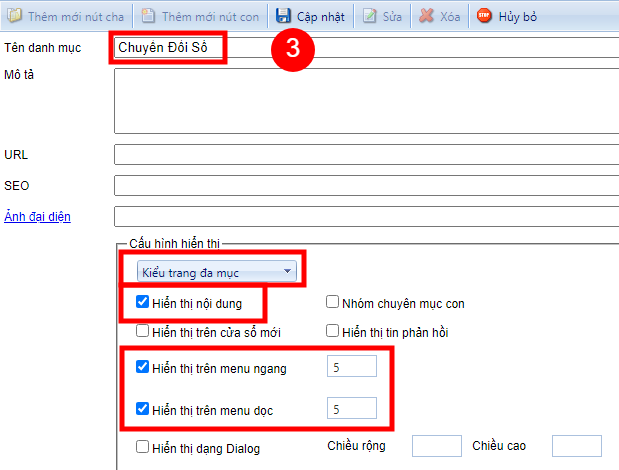 Thêm mới nút cha Thêm mới nút con Cập nhật Sửa Xóa STOP Hủy bỏ
Tên danh mục Chuyên Đổi Số 3
Mô tả
URL
SEO
Ảnh đại diện
Cấu hình hiển thị
Kiểu trang đa mục
Hiển thị nội dung Nhóm chuyên mục con
Hiển thị trên cửa sổ mới Hiển thị tin phản hồi
Hiển thị trên menu ngang 5
Hiển thị trên menu dọc 5
Hiển thị dạng Dialog Chiều rộng Chiều cao